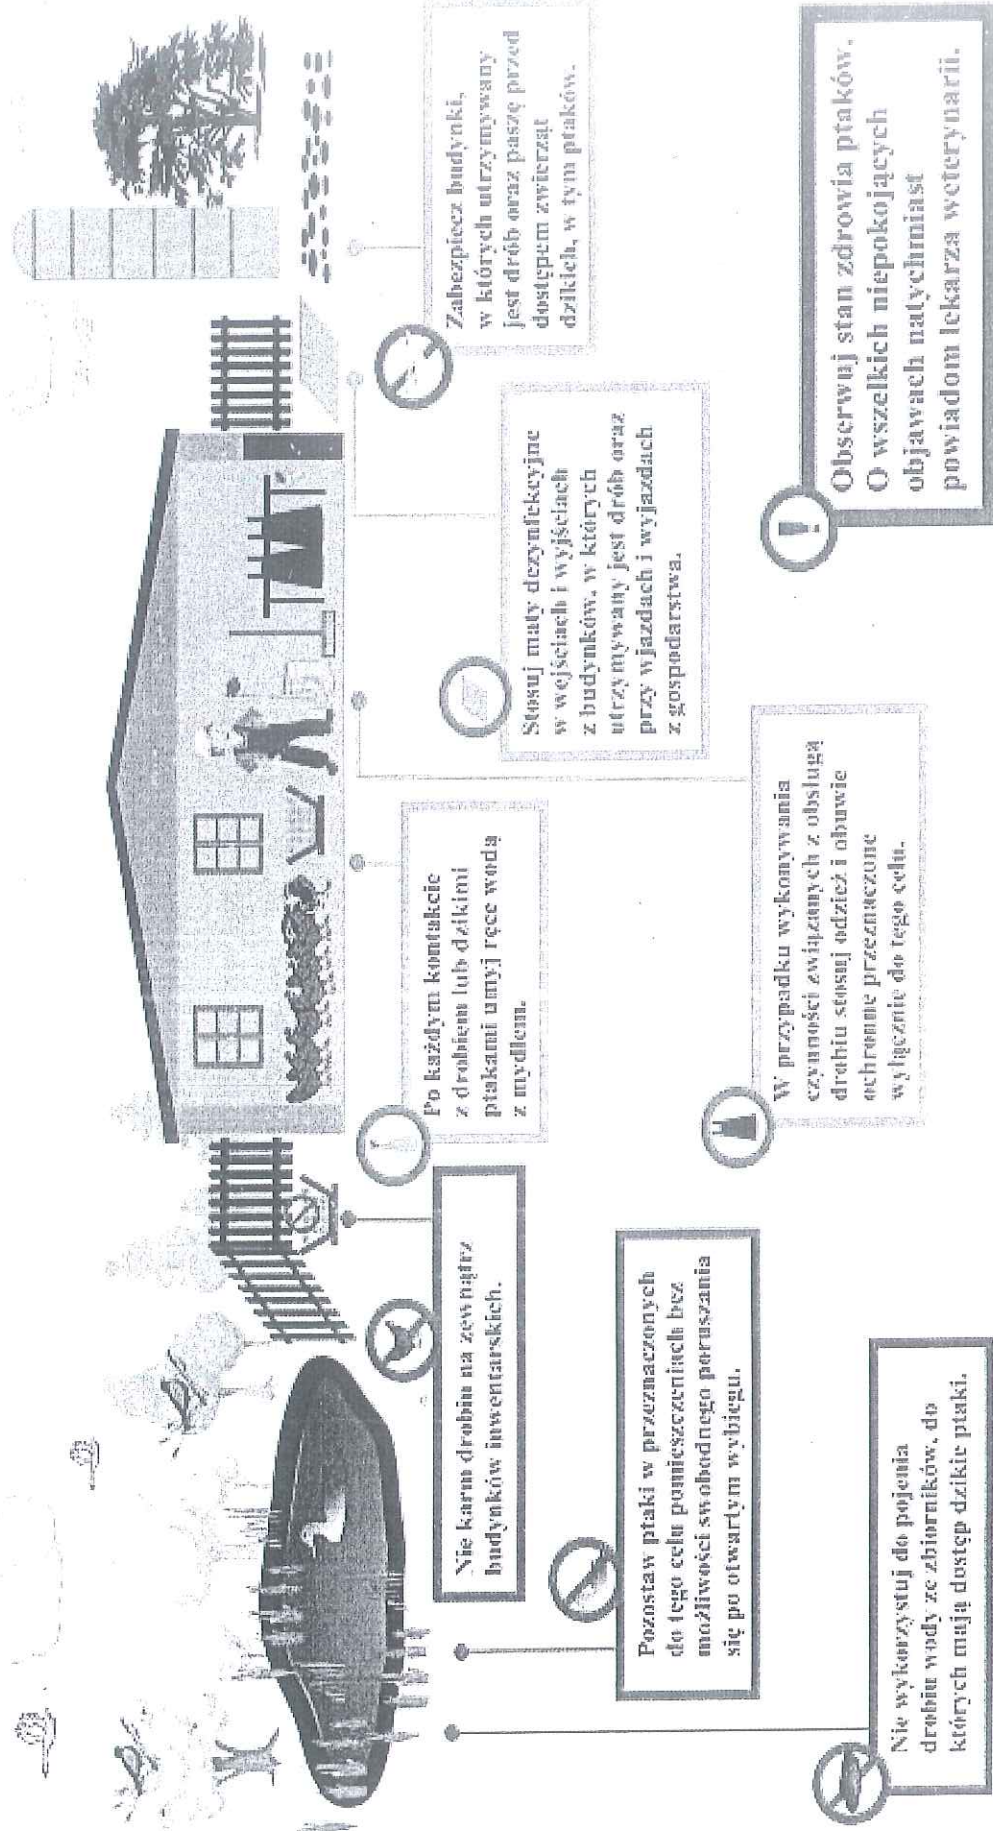 Nie karm drobiu na zewnątrz
budynków inwentarskich.
Pozostaw ptaki w przeznaczonych
do tego celu pomieszczeniach bez
możliwości swobodnego poruszania
się po otwartym wybiegu.
Nie wykorzystuj do pojenia
drobiu wody ze zbiorników, do
których mają dostęp dzikie ptaki.
Po każdym kontakcie
z drobiem lub dzikimi
ptakami umyj ręce wodą
z mydłem.
W przypadku wykonywania
czynności związanych z obsługą
drobiu stosuj odzież i obuwie
ochronne przeznaczone
wyłącznie do tego celu.
Stosuj maty dezynfekcyjne
w wejściach i wyjściach
z budynków, w których
utrzymywany jest drób oraz
przy wjazdach i wyjazdach
z gospodarstwa.
Zabezpiecz budynki,
w których utrzymywany
jest drób oraz paszę przed
dostępem zwierząt
dzikich, w tym ptaków.
Obserwuj stan zdrowia ptaków.
O wszelkich niepokojących
objawach natychmiast
powiadom lekarza weterynarii.